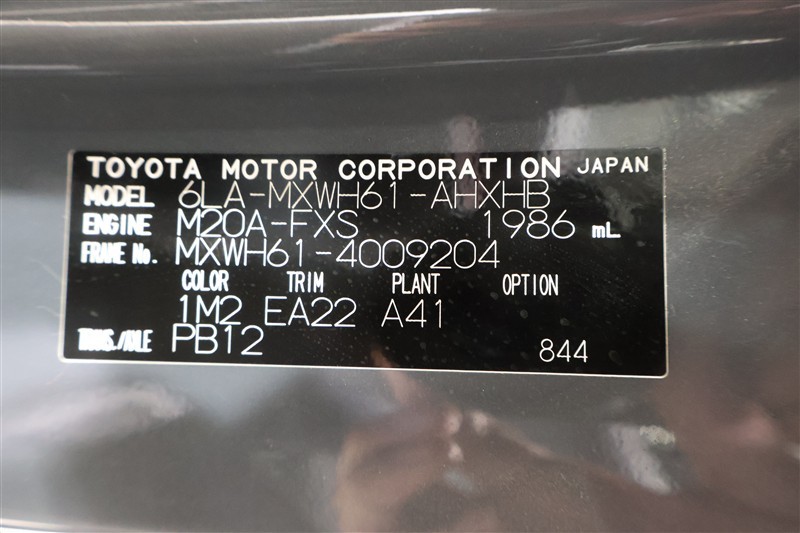 TOYOTA MOTOR CORPORATION JAPAN
MODEL 6LA-MXWH61-AHXHB
ENGINE M20A-FXS 1986 mL
FRAME No. MXWH61-4009204
COLOR TRIM PLANT OPTION
1M2 EA22 A41
TRANS./AXLE PB12
844